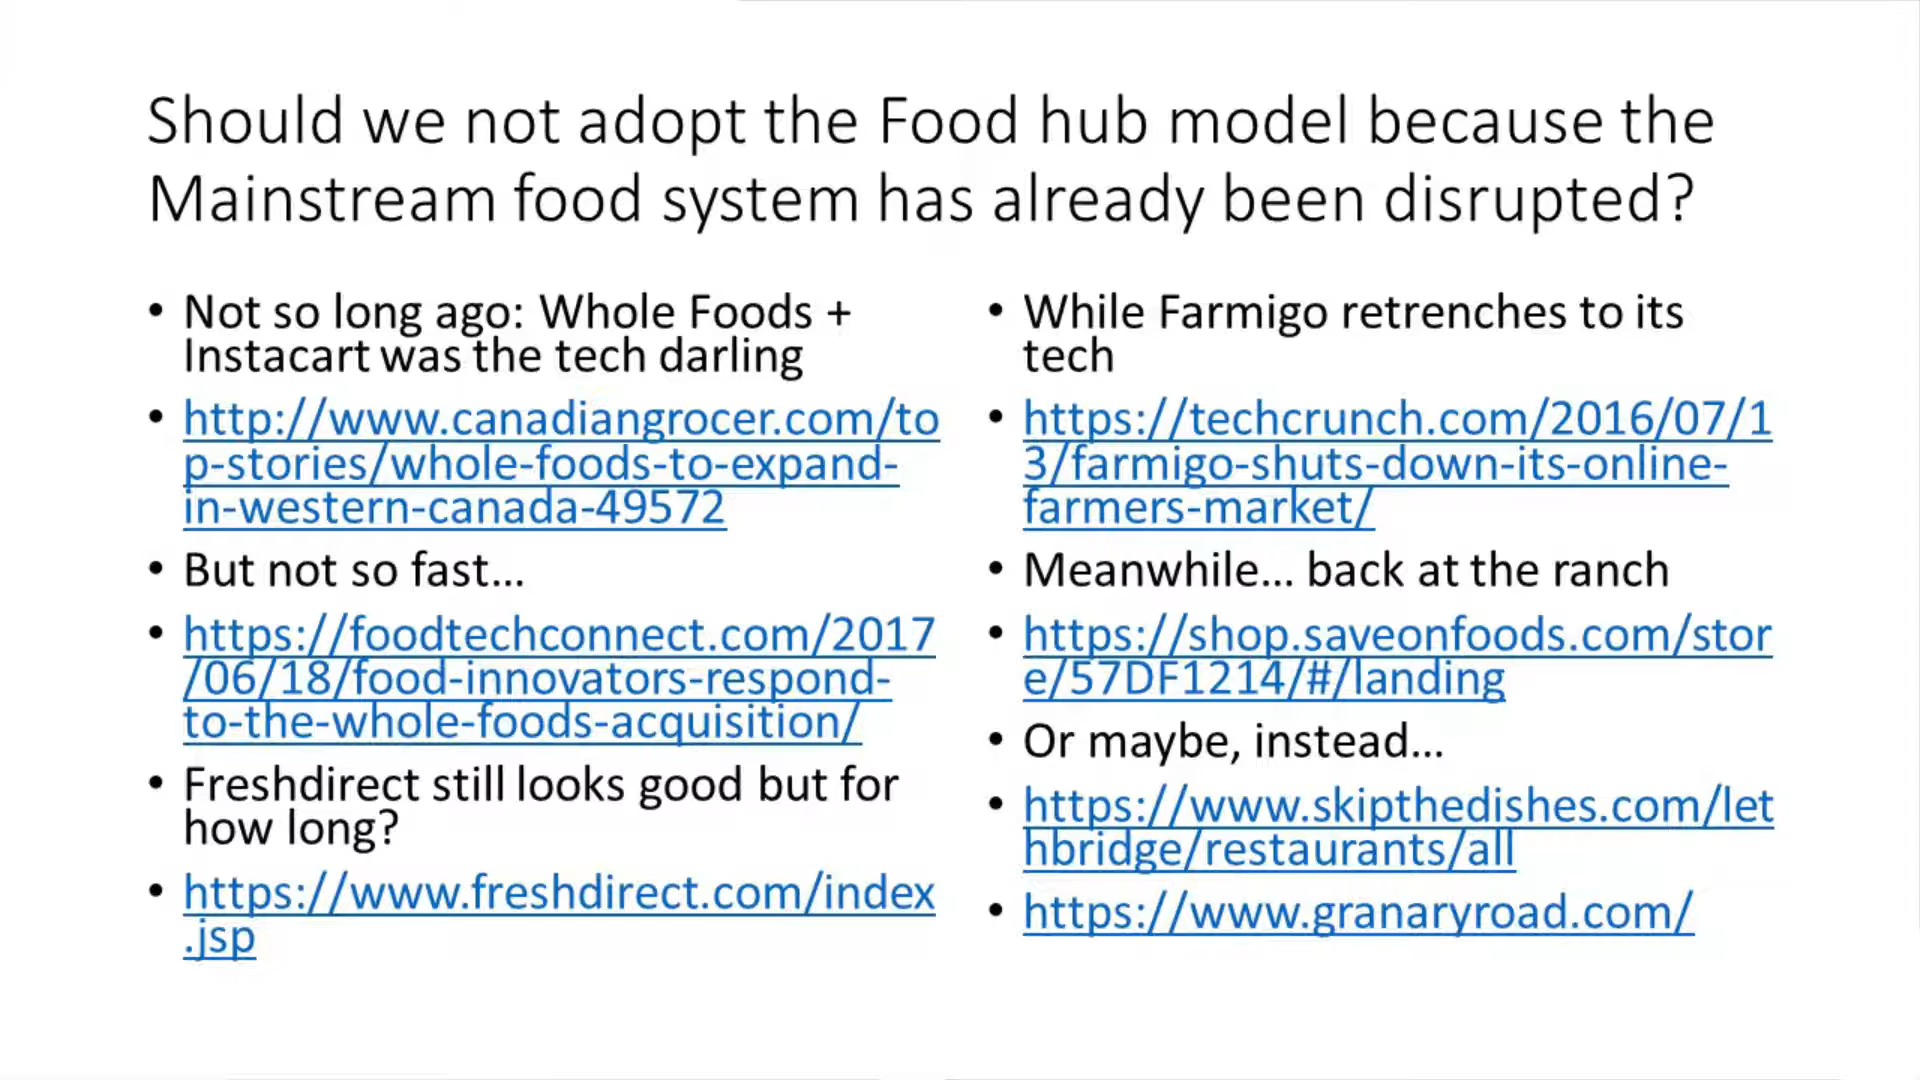 Should we not adopt the Food hub model because the
Mainstream food system has already been disrupted?
• Not so long ago: Whole Foods +
Instacart was the tech darling
• http://www.canadiangrocer.com/to
p-stories/whole-foods-to-expand-
in-western-canada-49572
• But not so fast…
• https://foodtechconnect.com/2017
/06/18/food-innovators-respond-
to-the-whole-foods-acquisition/
• Freshdirect still looks good but for
how long?
• https://www.freshdirect.com/index
.jsp
• While Farmigo retrenches to its
tech
• https://techcrunch.com/2016/07/1
3/farmigo-shuts-down-its-online-
farmers-market/
• Meanwhile… back at the ranch
• https://shop.saveonfoods.com/stor
e/57DF1214/#/landing
• Or maybe, instead…
• https://www.skipthedishes.com/let
hbridge/restaurants/all
• https://www.granaryroad.com/